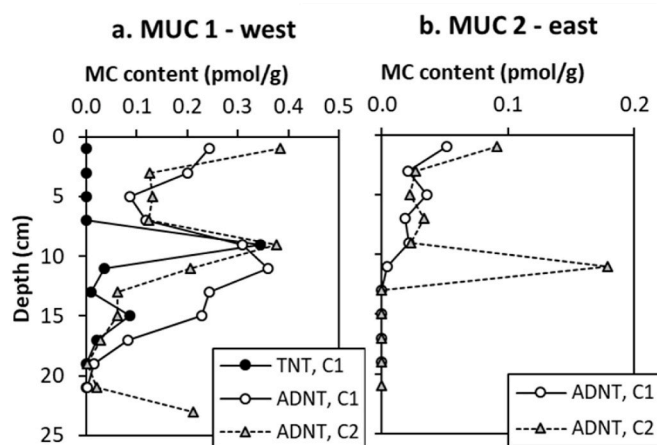 a. MUC 1 - west
MC content (pmol/g)
0.0 0.1 0.2 0.3 0.4 0.5
0
5
10
15
20
25
Depth (cm)
TNT, C1
ADNT, C1
ADNT, C2
b. MUC 2 - east
MC content (pmol/g)
0.0 0.1 0.2
ADNT, C1
ADNT, C2